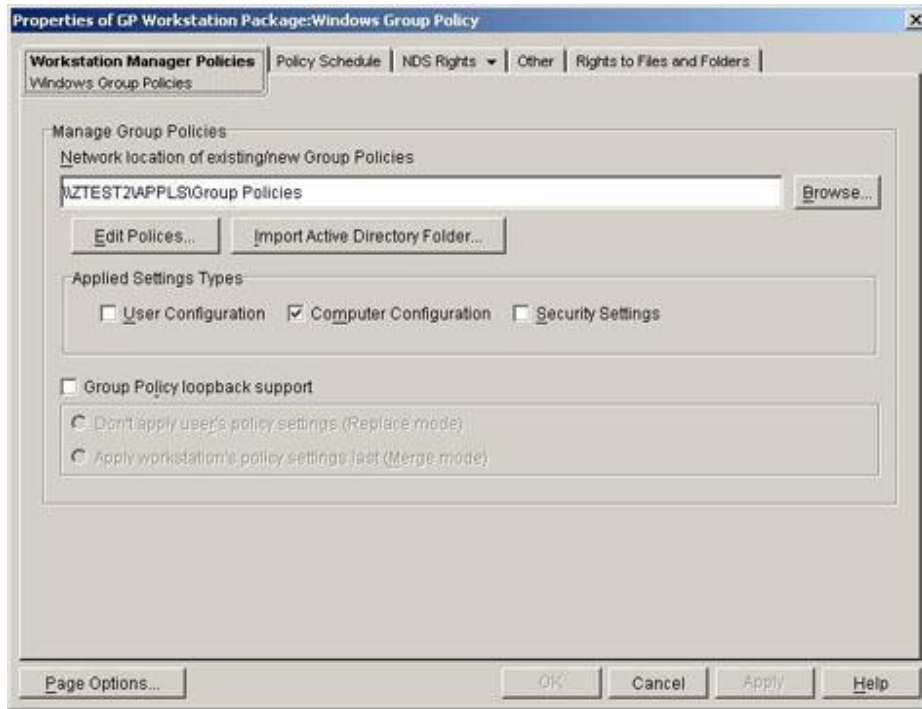 Properties of GP Workstation Package:Windows Group Policy
Workstation Manager Policies Policy Schedule NDS Rights Other Rights to Files and Folders
Windows Group Policies
Manage Group Policies
Network location of existing/new Group Policies
\\ZTEST2\APPLS\Group Policies Browse...
Edit Polices... Import Active Directory Folder...
Applied Settings Types
User Configuration Computer Configuration Security Settings
Group Policy loopback support
Don't apply user's policy settings (Replace mode)
Apply workstation's policy settings last (Merge mode)
Page Options... OK Cancel Apply Help